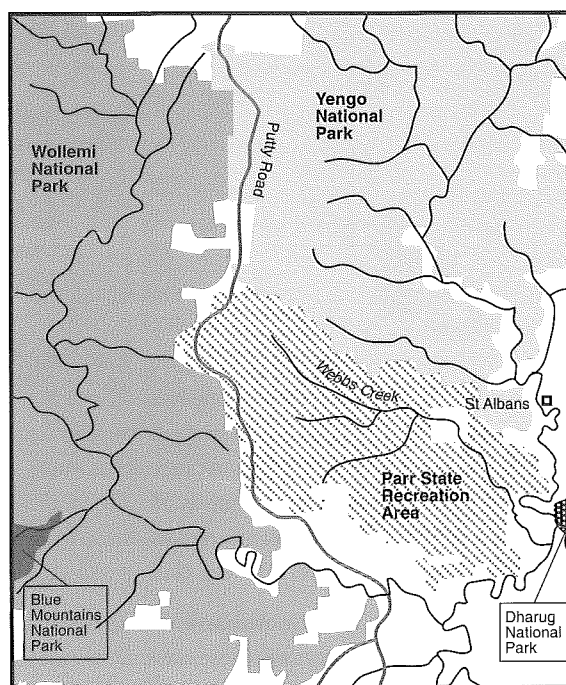 Yengo
National
Park
Putty Road
Wollemi
National
Park
Webbs Creek
St Albans
Parr State
Recreation
Area
Blue
Mountains
National
Park
Dharug
National
Park